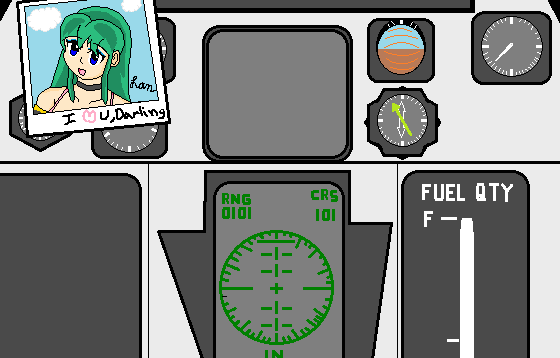 Lan
I ♡ U, Darling
RNG
0101
CRS
101
FUEL QTY
F
IN